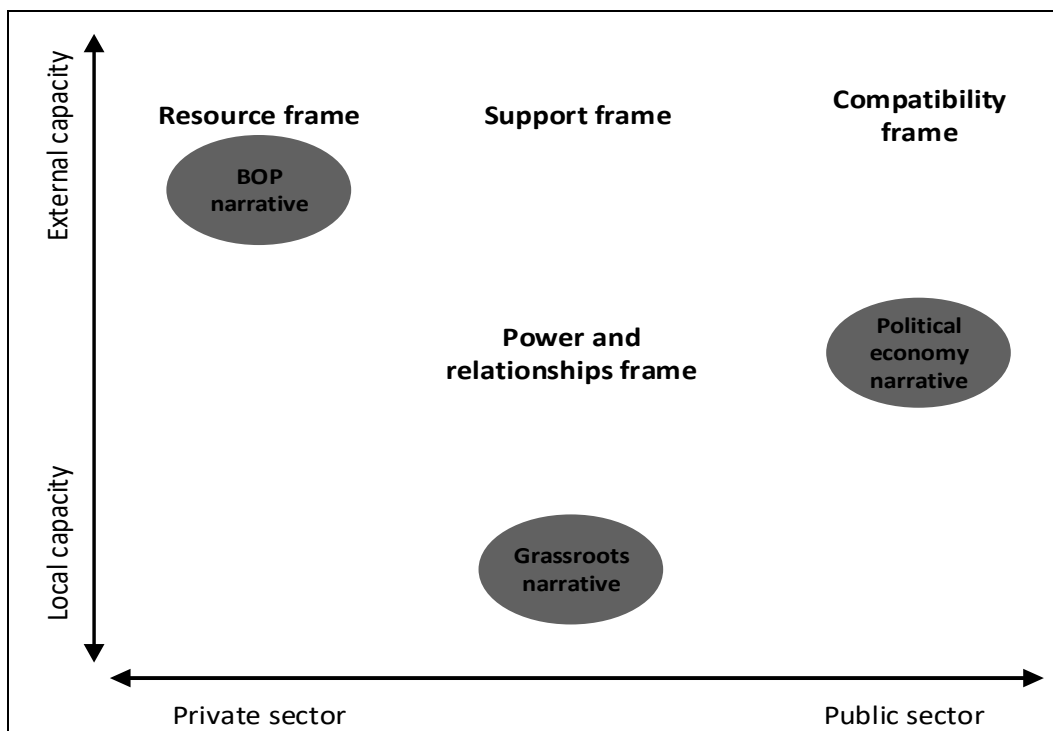 External capacity
Local capacity
Resource frame
Support frame
Compatibility
frame
BOP
narrative
Power and
relationships frame
Political
economy
narrative
Grassroots
narrative
Private sector
Public sector